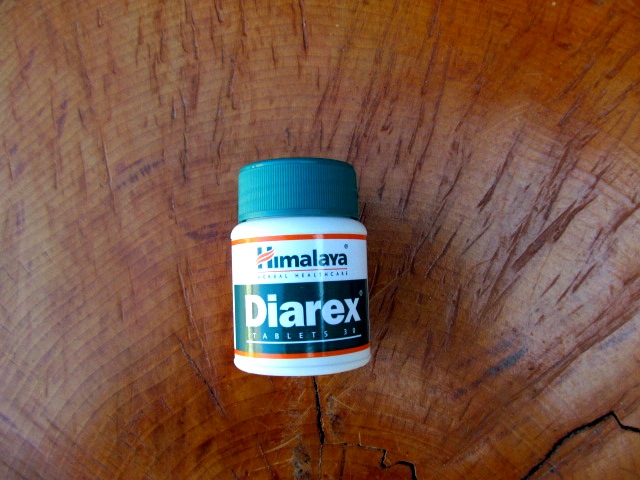 Himalaya®
HERBAL HEALTHCARE
Diarex®
TABLETS 30